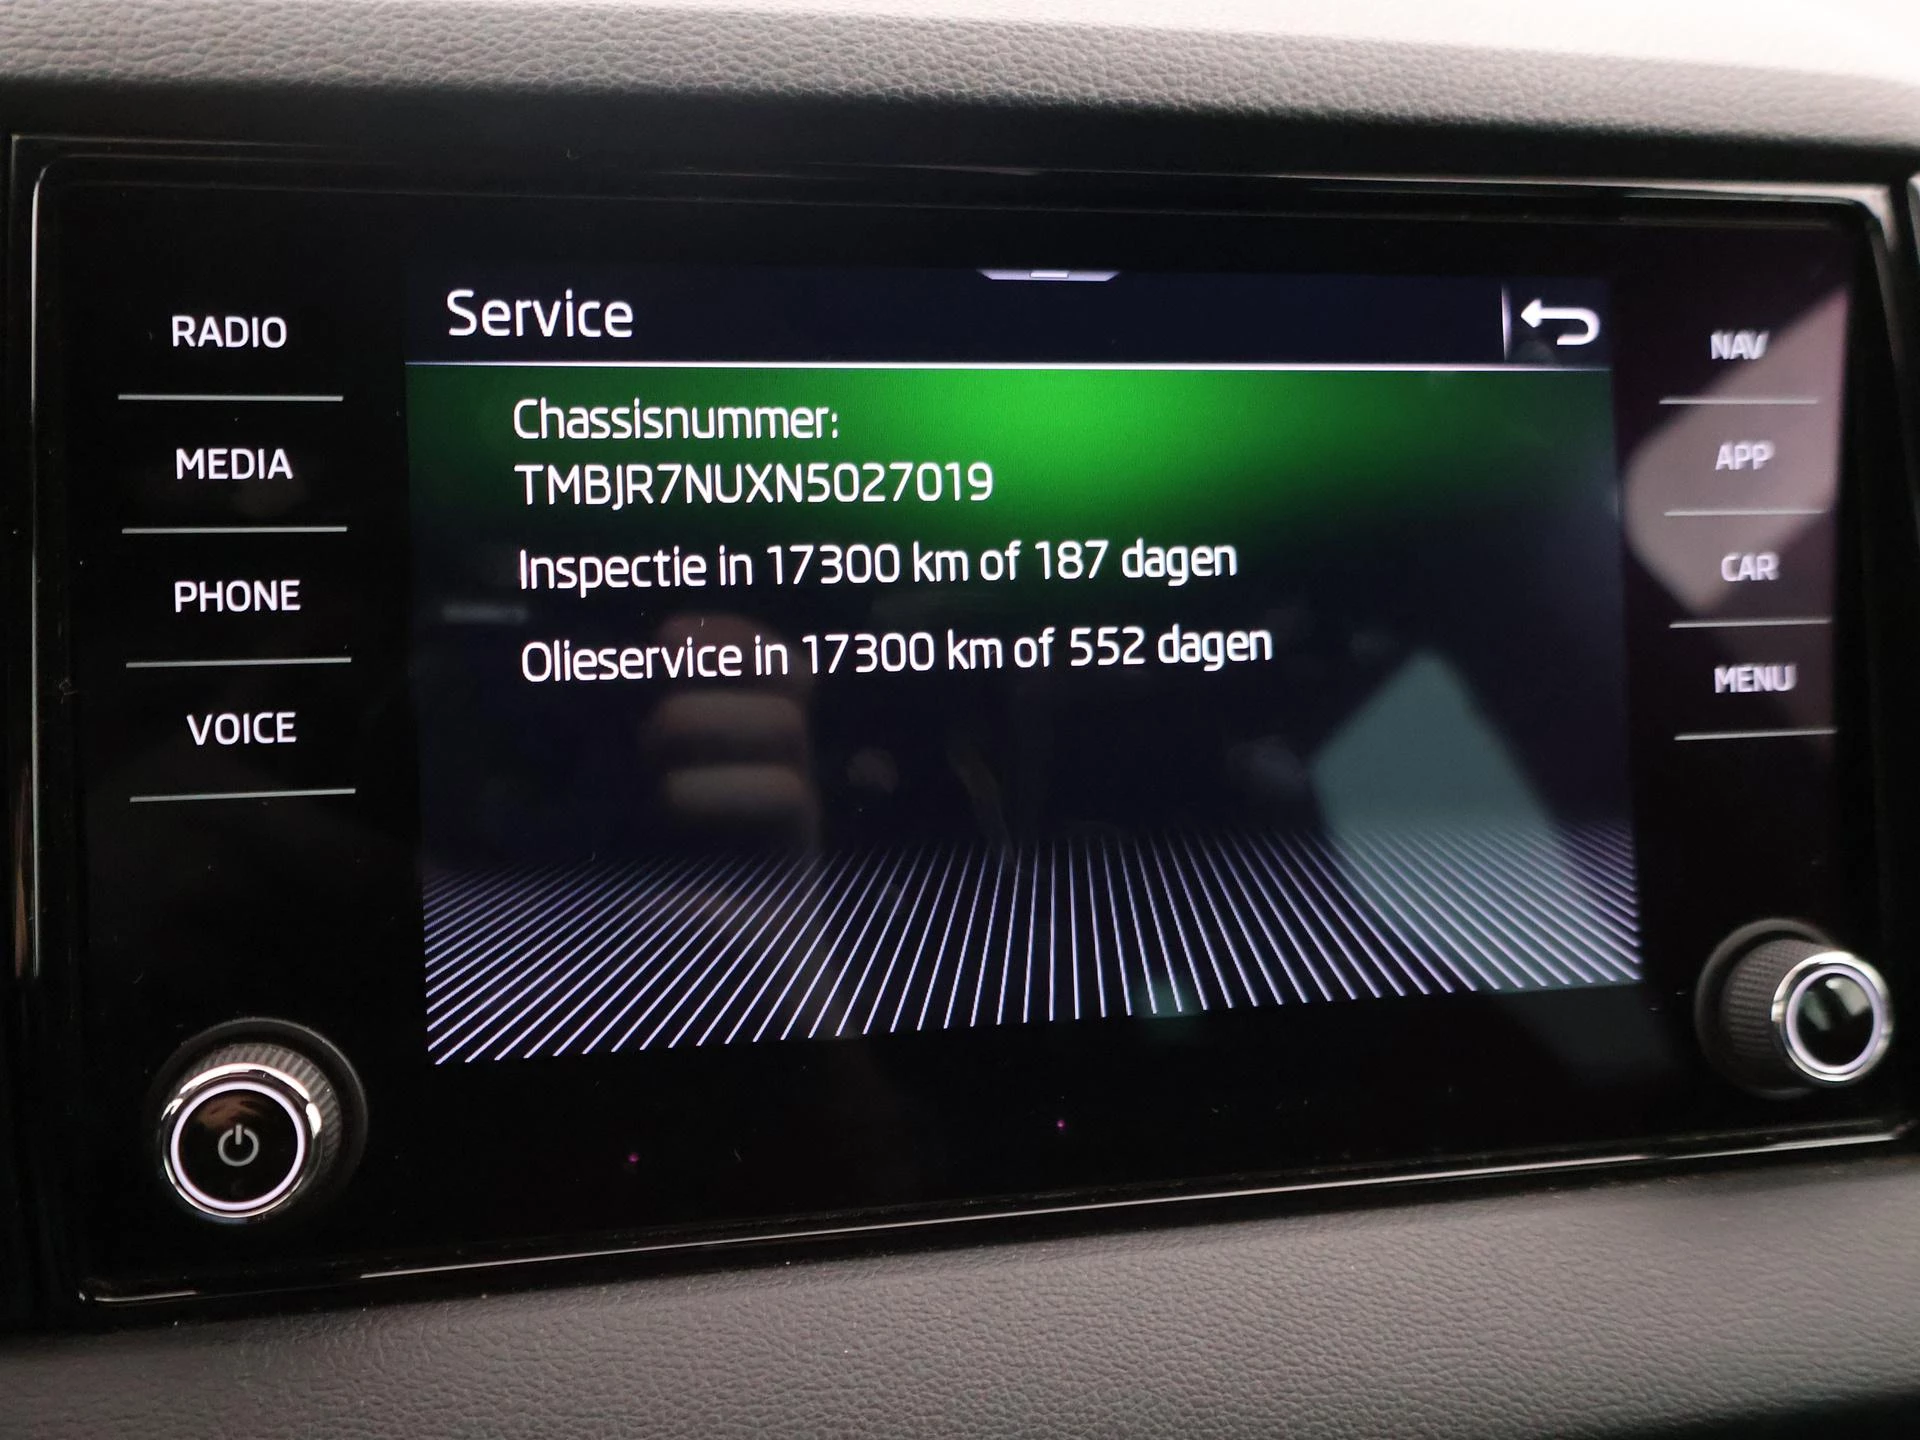 Service
RADIO
MEDIA
PHONE
VOICE
Chassisnummer:
TMBJR7NUXN5027019
Inspectie in 17300 km of 187 dagen
Olieservice in 17300 km of 552 dagen
NAV
APP
CAR
MENU